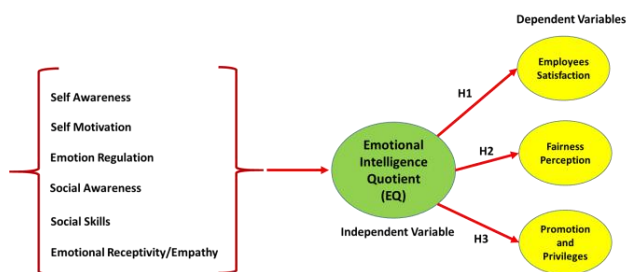 Dependent Variables
Self Awareness
Self Motivation
Emotion Regulation
Social Awareness
Social Skills
Emotional Receptivity/Empathy
Emotional
Intelligence
Quotient
(EQ)
Independent Variable
H1
H2
H3
Employees
Satisfaction
Fairness
Perception
Promotion
and
Privileges